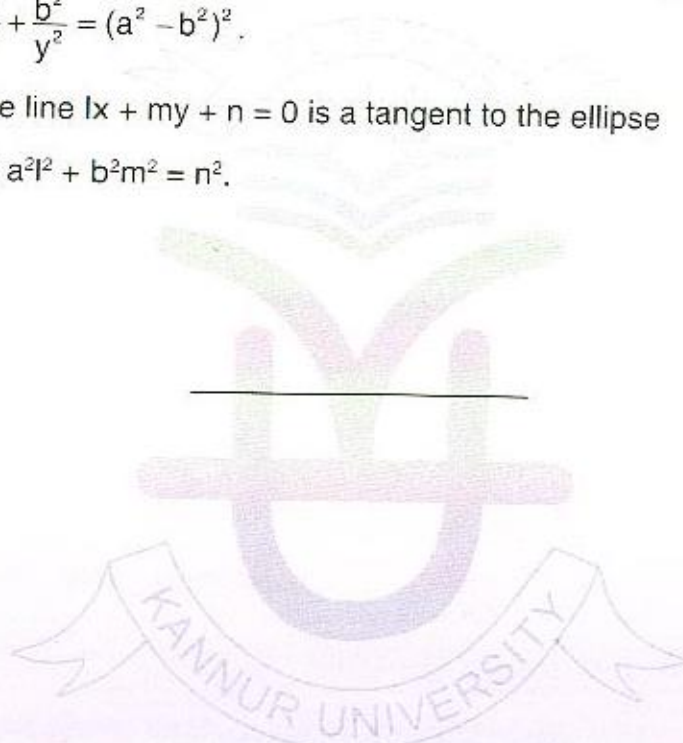 + b²/y² = (a² – b²)².
e line lx + my + n = 0 is a tangent to the ellipse
a²l² + b²m² = n².
KANNUR UNIVERSITY